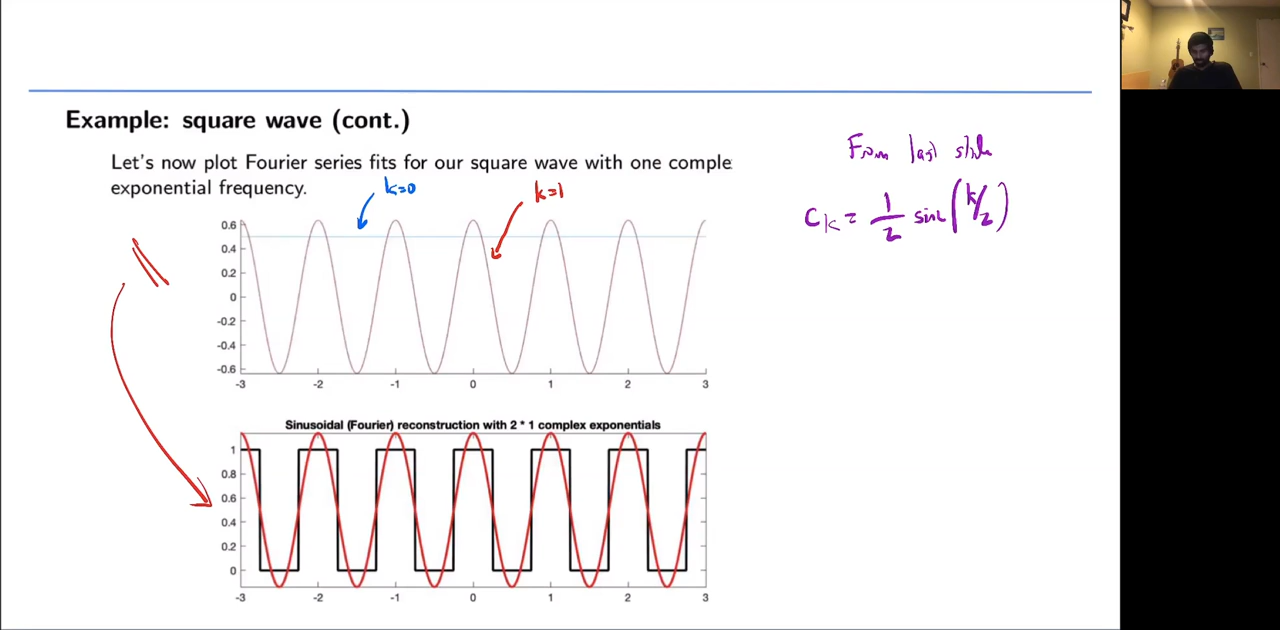 Example: square wave (cont.)
Let's now plot Fourier series fits for our square wave with one comple
exponential frequency.
k=0
k=1
From last slide
C_k = 1/2 sinc(k/2)
0.6
0.4
0.2
0
-0.2
-0.4
-0.6
-3 -2 -1 0 1 2 3
Sinusoidal (Fourier) reconstruction with 2 * 1 complex exponentials
1
0.8
0.6
0.4
0.2
0
-3 -2 -1 0 1 2 3